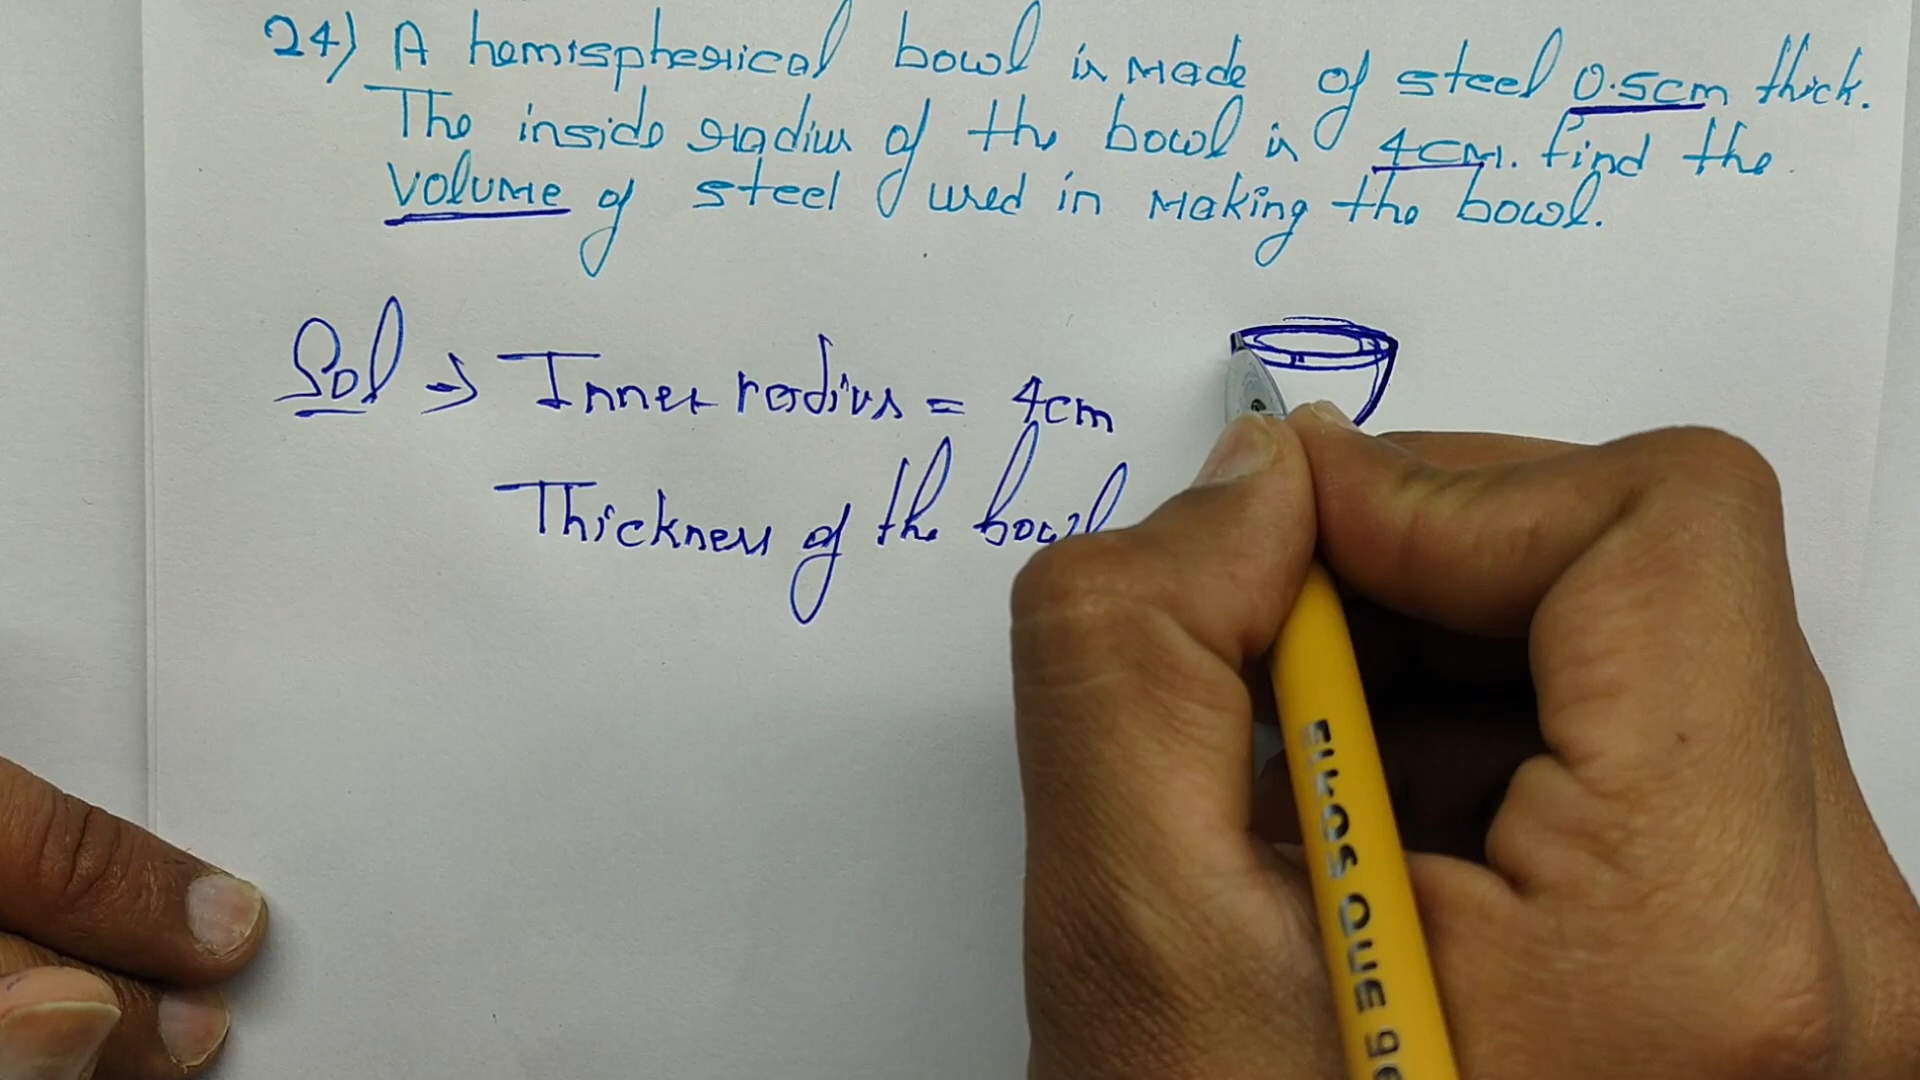 24) A hemispherical bowl is made of steel 0.5cm thick.
The inside radius of the bowl is 4cm. find the
volume of steel used in making the bowl.
Sol → Inner radius = 4cm
Thickness of the bowl